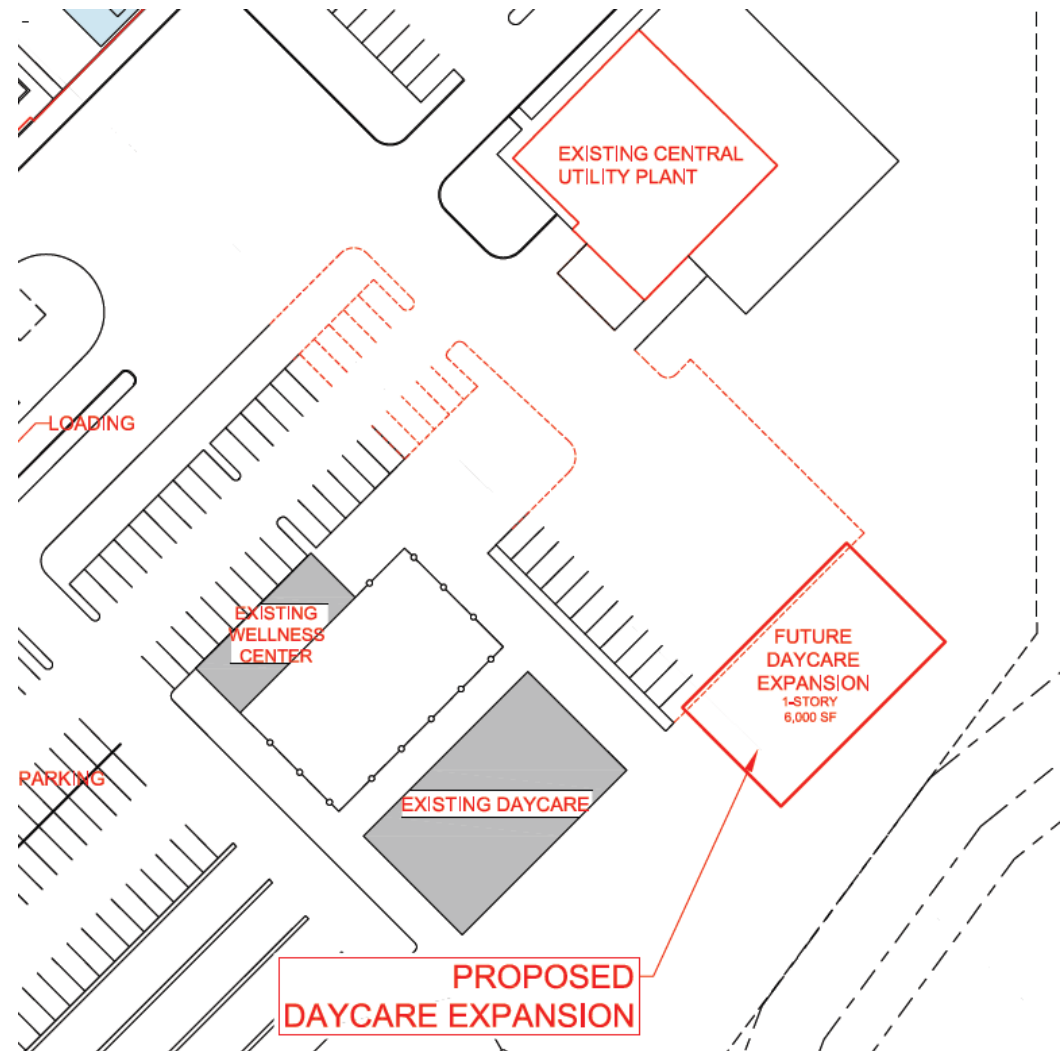 EXISTING CENTRAL
UTILITY PLANT
LOADING
EXISTING
WELLNESS
CENTER
FUTURE
DAYCARE
EXPANSION
1-STORY
6,000 SF
PARKING
EXISTING DAYCARE
PROPOSED
DAYCARE EXPANSION